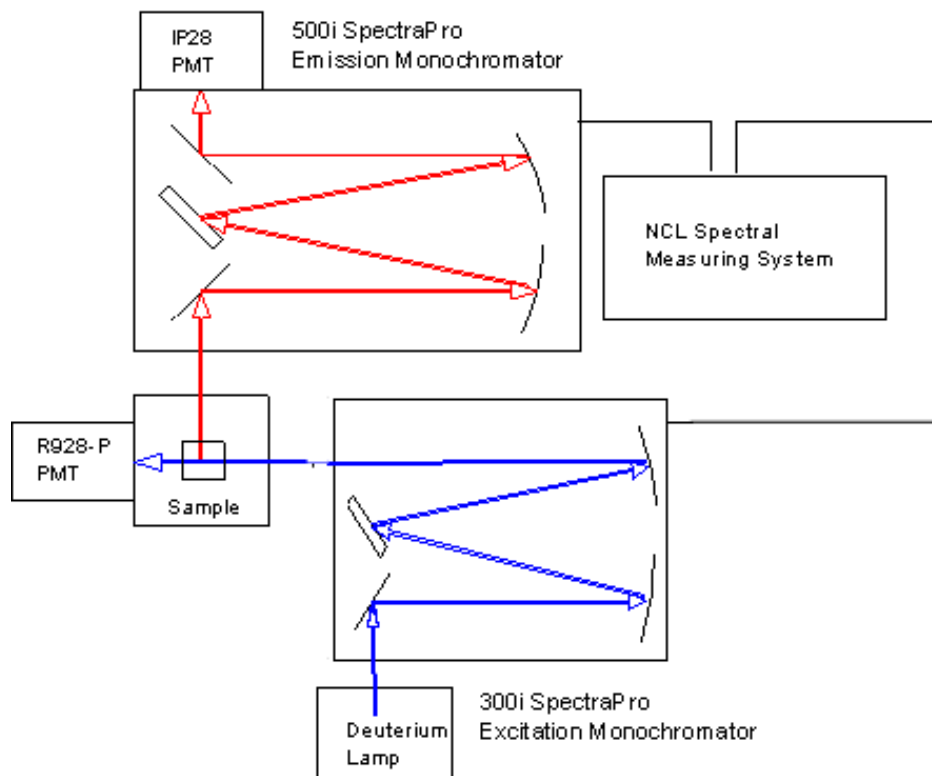 IP28
PMT
500i SpectraPro
Emission Monochromator
NCL Spectral
Measuring System
R928-P
PMT
Sample
Deuterium
Lamp
300i SpectraPro
Excitation Monochromator